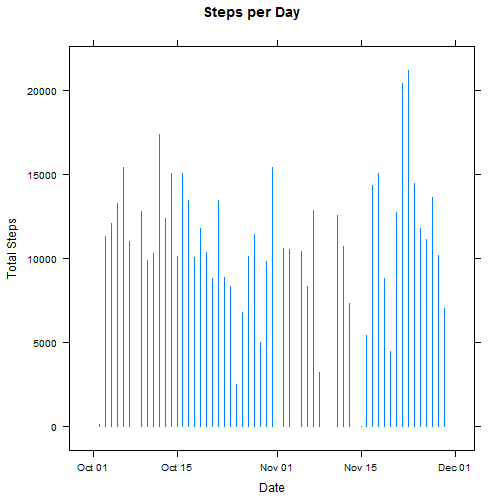 Steps per Day
20000
15000
10000
5000
0
Total Steps
Oct 01 Oct 15 Nov 01 Nov 15 Dec 01
Date